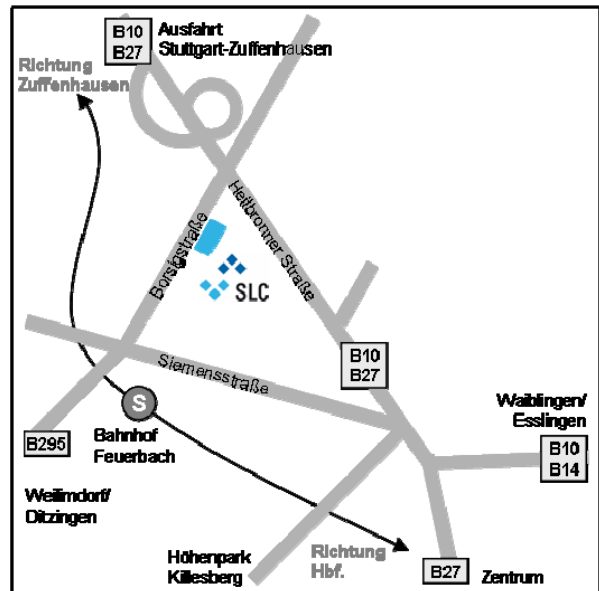 B10
B27
Ausfahrt
Stuttgart-Zuffenhausen
Richtung
Zuffenhausen
Heilbronner Straße
Borsigstraße
SLC
Siemensstraße
B10
B27
Waiblingen/
Esslingen
B10
B14
S
Bahnhof
Feuerbach
B295
Weilimdorf/
Ditzingen
Höhenpark
Killesberg
Richtung
Hbf.
B27
Zentrum